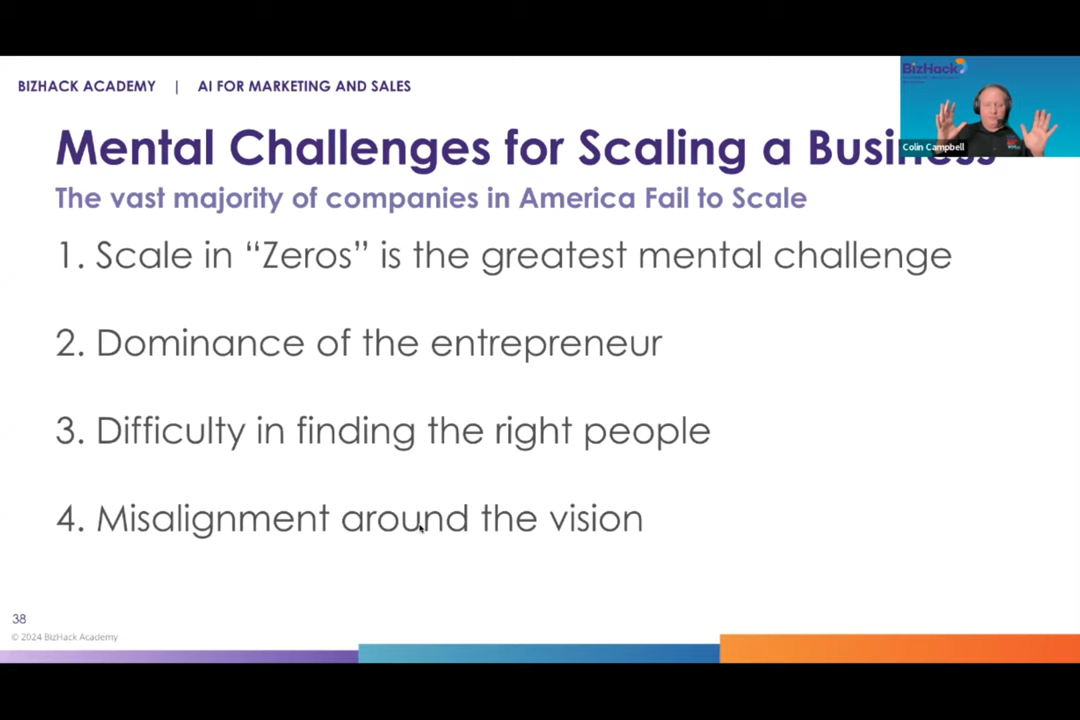 BIZHACK ACADEMY | AI FOR MARKETING AND SALES
BizHack
Colin Campbell
Mental Challenges for Scaling a Business
The vast majority of companies in America Fail to Scale
1. Scale in “Zeros” is the greatest mental challenge
2. Dominance of the entrepreneur
3. Difficulty in finding the right people
4. Misalignment around the vision
38
© 2024 BizHack Academy